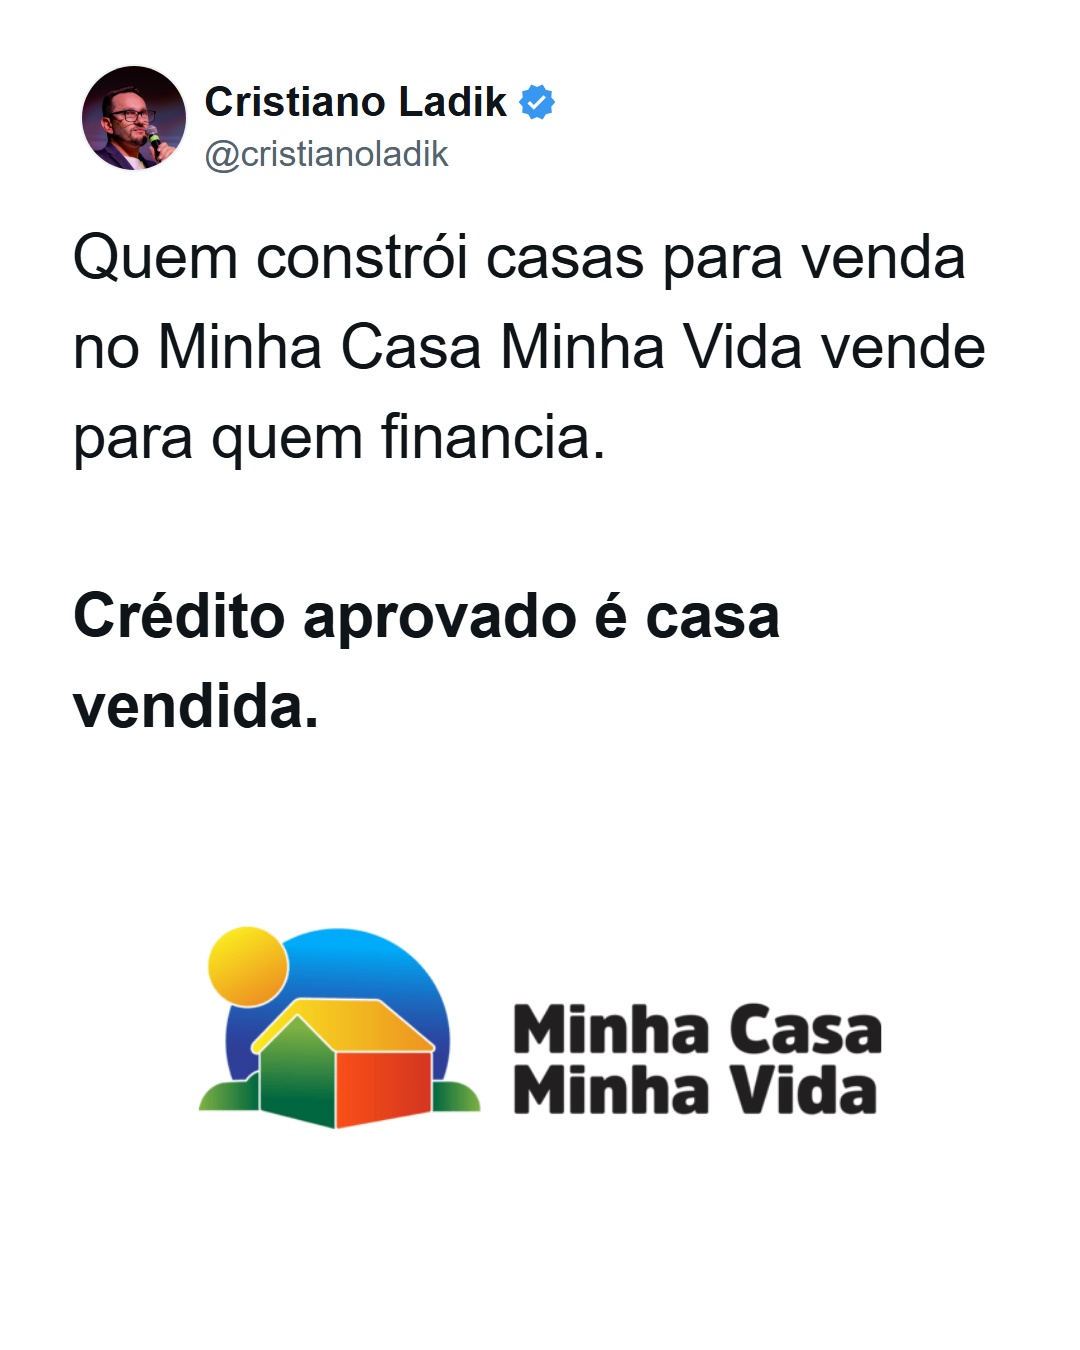 Cristiano Ladik
@cristianoladik
Quem constrói casas para venda
no Minha Casa Minha Vida vende
para quem financia.
Crédito aprovado é casa
vendida.
Minha Casa
Minha Vida